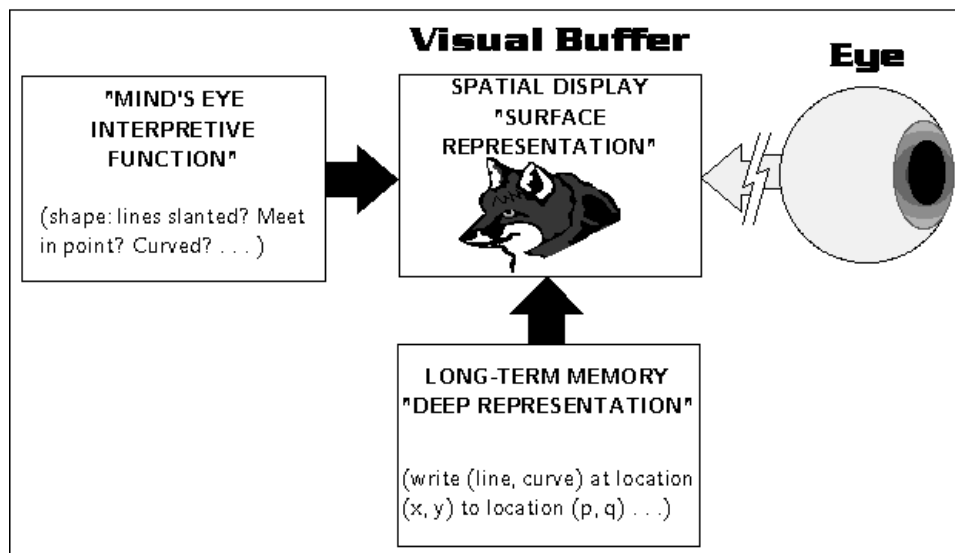 Visual Buffer
Eye
"MIND'S EYE
INTERPRETIVE
FUNCTION"
(shape: lines slanted? Meet
in point? Curved? . . . )
SPATIAL DISPLAY
"SURFACE
REPRESENTATION"
LONG-TERM MEMORY
"DEEP REPRESENTATION"
(write (line, curve) at location
(x, y) to location (p, q) . . .)